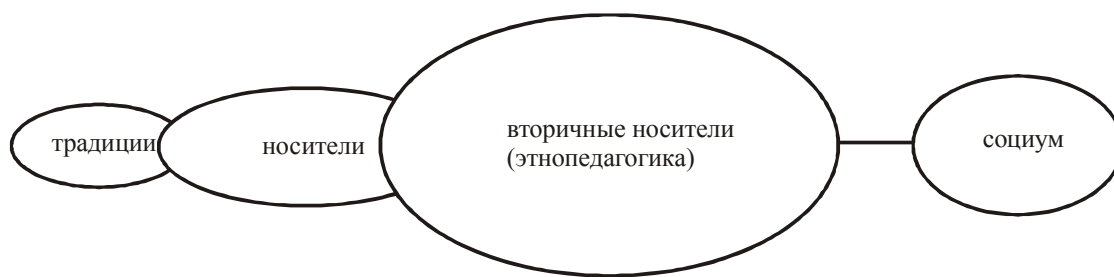 традиции
носители
вторичные носители
(этнопедагогика)
социум